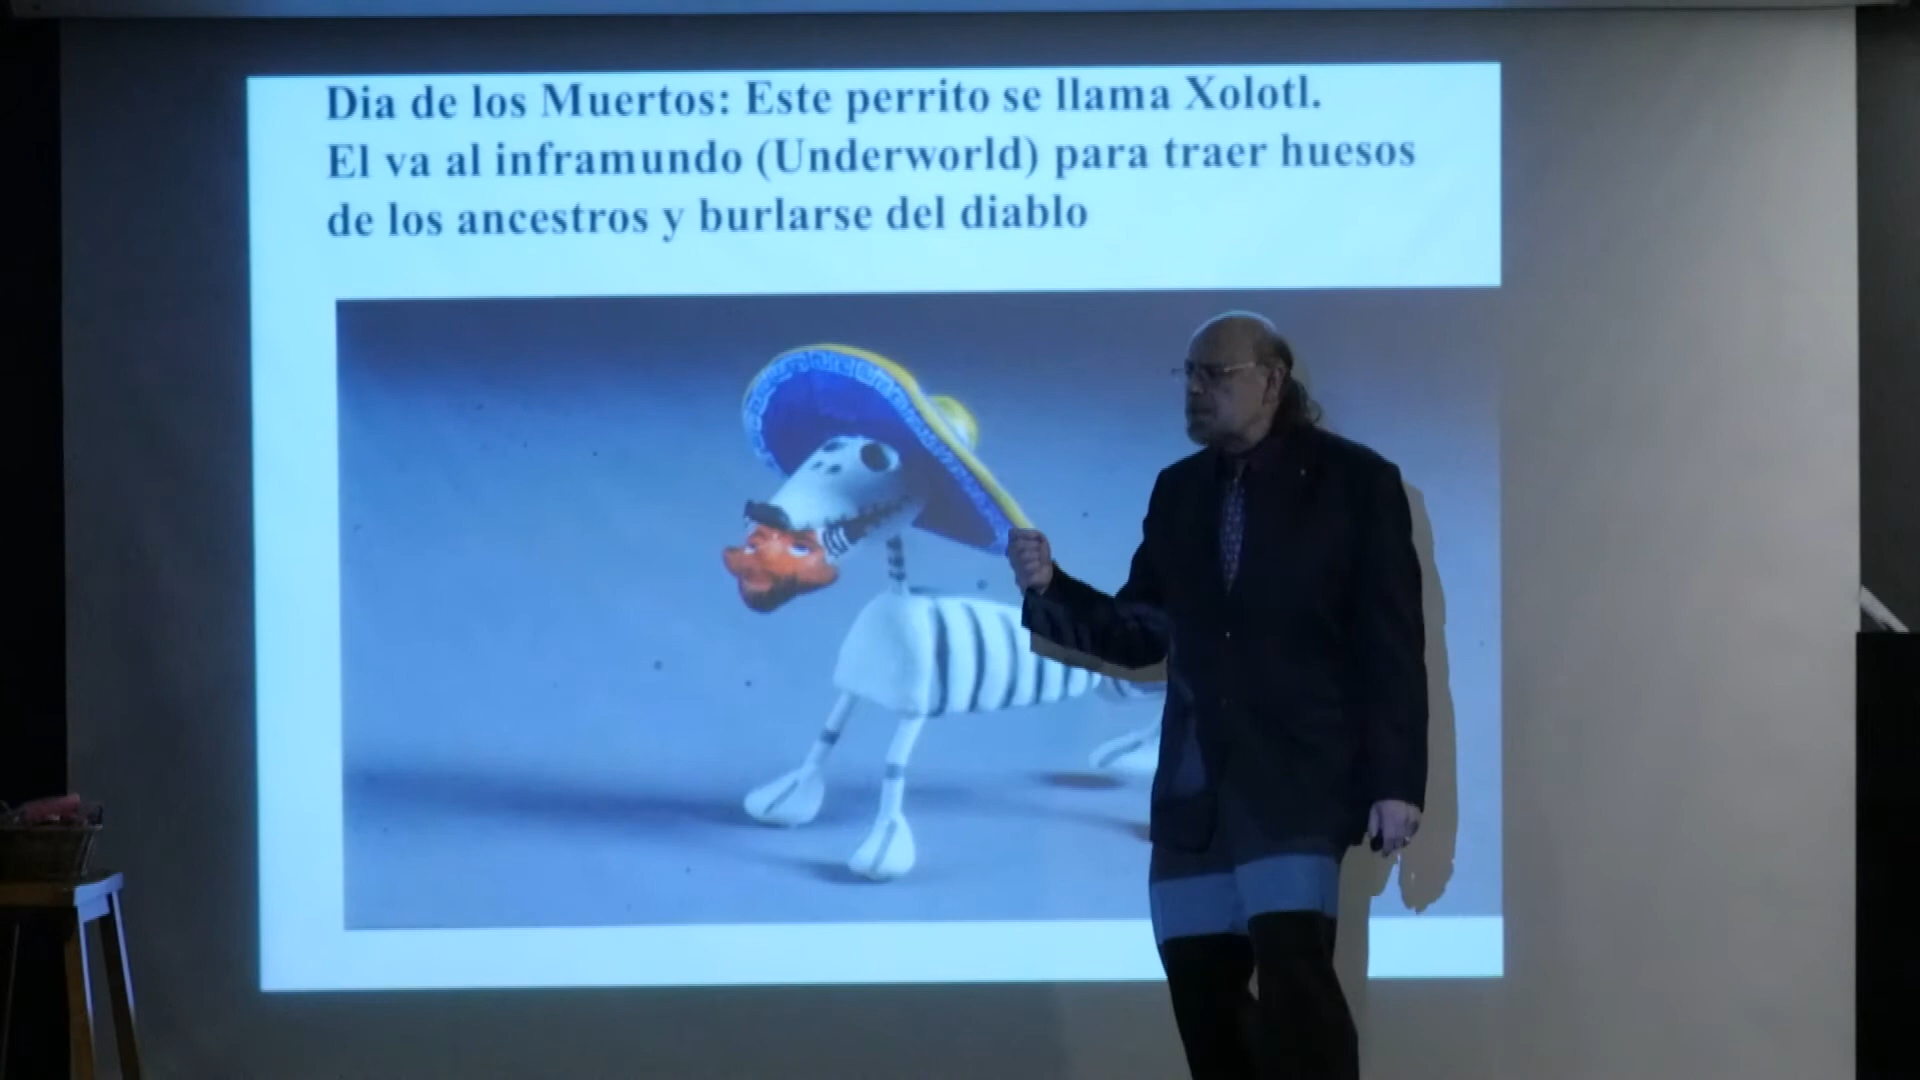 Dia de los Muertos: Este perrito se llama Xolotl.
El va al inframundo (Underworld) para traer huesos
de los ancestros y burlarse del diablo